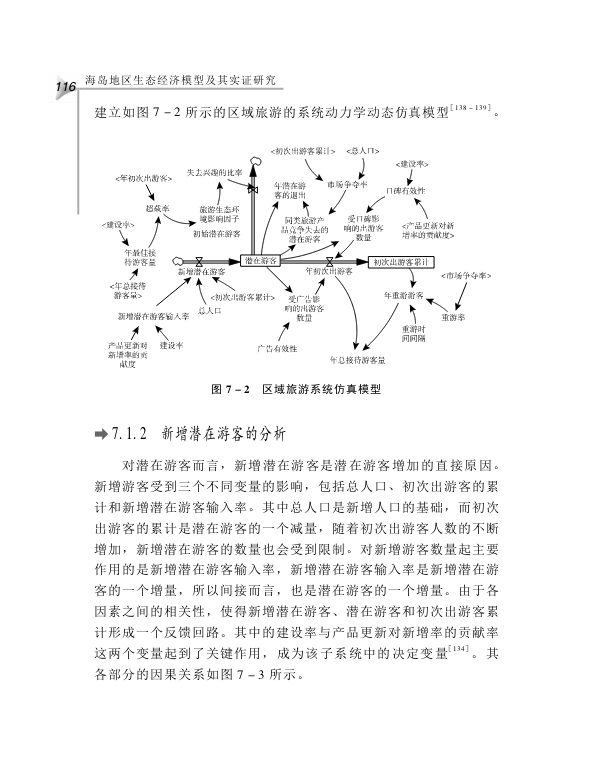 116 海岛地区生态经济模型及其实证研究
建立如图 7-2 所示的区域旅游的系统动力学动态仿真模型[138-139]。
<初次出游客累计>
<总人口>
失去兴趣的比率
<建设率>
<年初次出游客>
年潜在游
客的退出
市场争夺率
口碑有效性
超载率
旅游生态环
境影响因子
同类旅游产
品竞争失去的
潜在游客
受口碑影
响的出游客
数量
<产品更新对新
增率的贡献度>
<建设率>
初始潜在游客
年最佳接
待游客量
潜在游客
初次出游客累计
新增潜在游客
年初次出游客
<市场争夺率>
<年总接待
游客量>
<初次出游客累计>
受广告影
响的出游客
数量
年重游游客
总人口
新增潜在游客输入率
重游率
重游时
间间隔
产品更新对
新增率的贡
献度
建设率
广告有效性
年总接待游客量
图 7-2 区域旅游系统仿真模型
7.1.2 新增潜在游客的分析
对潜在游客而言，新增潜在游客是潜在游客增加的直接原因。
新增游客受到三个不同变量的影响，包括总人口、初次出游客的累
计和新增潜在游客输入率。其中总人口是新增人口的基础，而初次
出游客的累计是潜在游客的一个减量，随着初次出游客人数的不断
增加，新增潜在游客的数量也会受到限制。对新增游客数量起主要
作用的是新增潜在游客输入率，新增潜在游客输入率是新增潜在游
客的一个增量，所以间接而言，也是潜在游客的一个增量。由于各
因素之间的相关性，使得新增潜在游客、潜在游客和初次出游客累
计形成一个反馈回路。其中的建设率与产品更新对新增率的贡献率
这两个变量起到了关键作用，成为该子系统中的决定变量[134]。其
各部分的因果关系如图 7-3 所示。